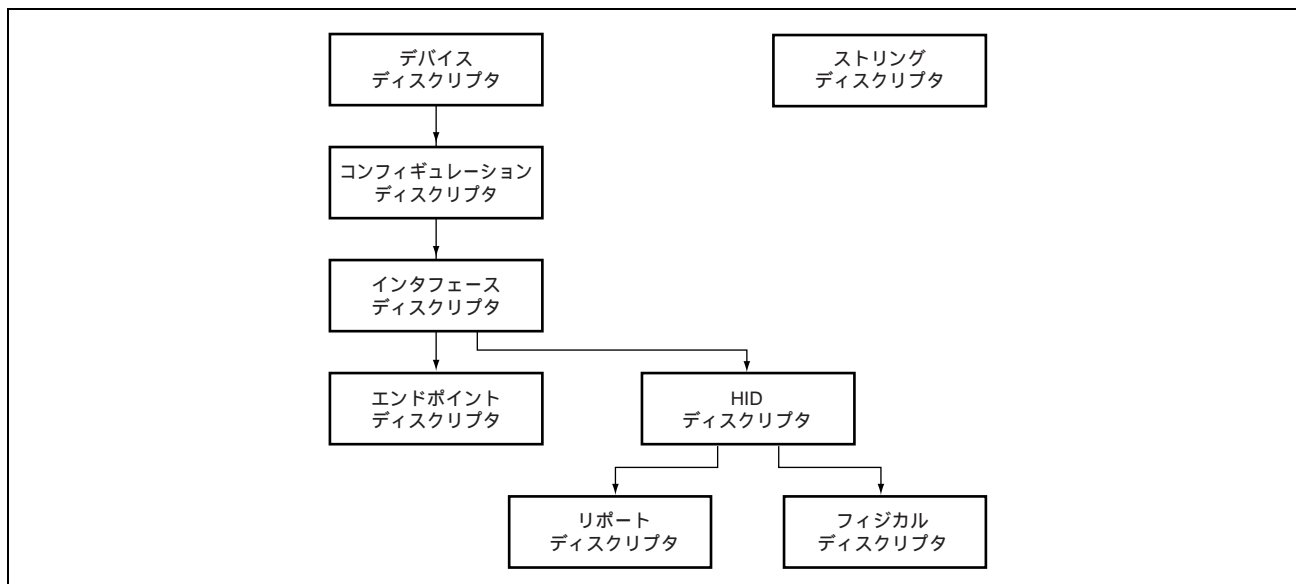 デバイス
ディスクリプタ
ストリング
ディスクリプタ
コンフィギュレーション
ディスクリプタ
インタフェース
ディスクリプタ
エンドポイント
ディスクリプタ
HID
ディスクリプタ
リポート
ディスクリプタ
フィジカル
ディスクリプタ